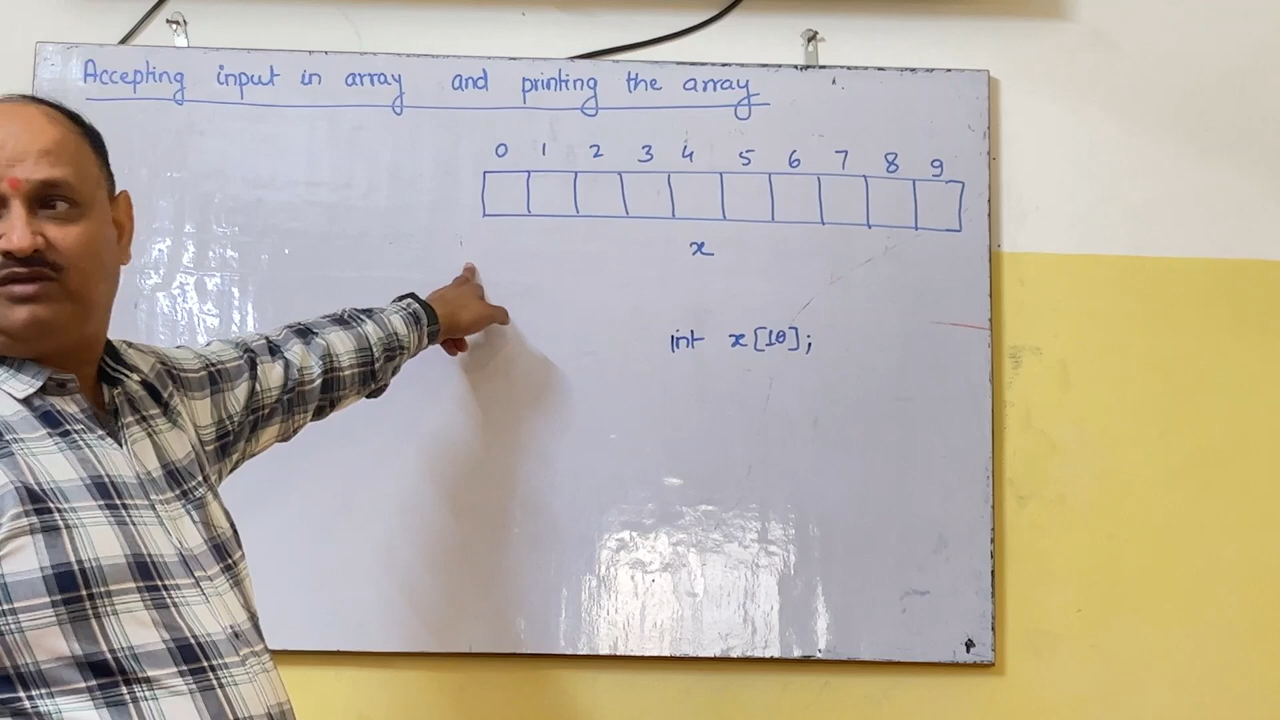 Accepting input in array and printing the array
0 1 2 3 4 5 6 7 8 9
x
int x[10];